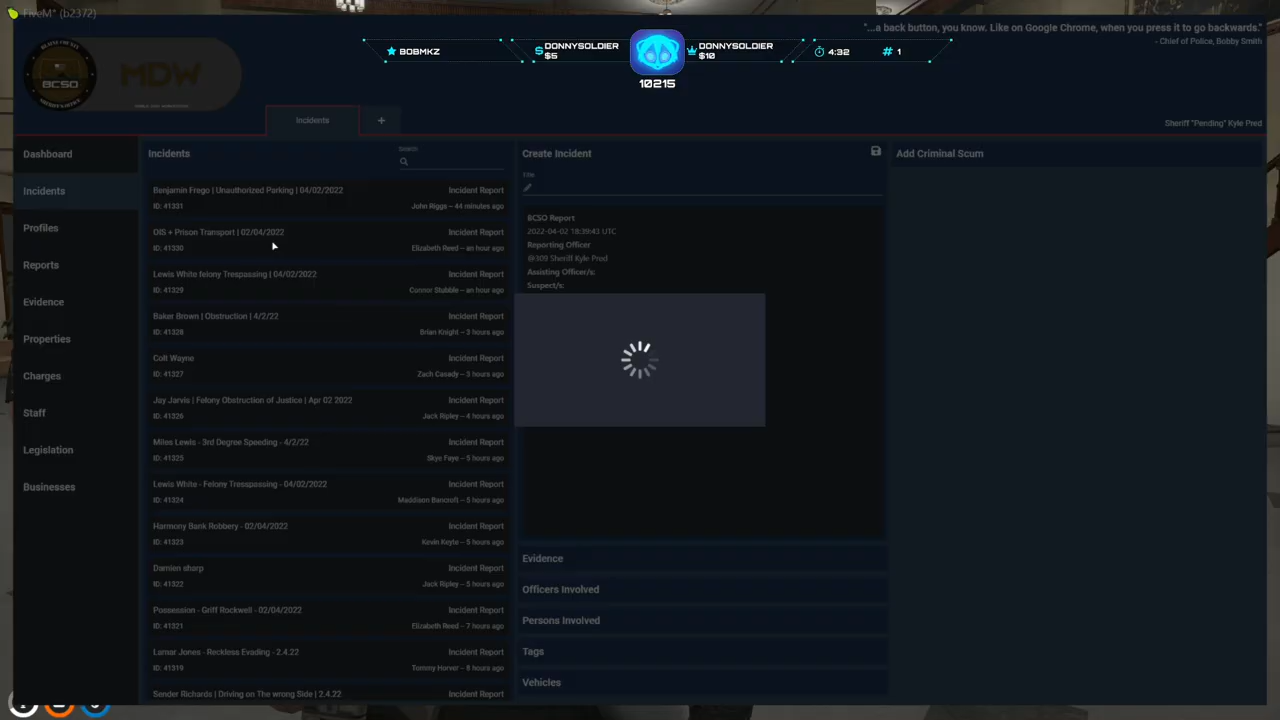 FiveM* (b2372)
"...a back button, you know. Like on Google Chrome, when you press it to go backwards."
- Chief of Police, Bobby Smith
BOBMKZ
DONNYSOLDIER
$5
DONNYSOLDIER
$10
4:32
# 1
10215
BCSO
MDW
Incidents
+
Sheriff "Pending" Kyle Pred
Dashboard
Incidents
Profiles
Reports
Evidence
Properties
Charges
Staff
Legislation
Businesses
Incidents
Search
Benjamin Frego | Unauthorized Parking | 04/02/2022
Incident Report
ID: 41331
John Riggs – 44 minutes ago
OIS + Prison Transport | 02/04/2022
Incident Report
ID: 41330
Elizabeth Reed – an hour ago
Lewis White felony Trespassing | 04/02/2022
Incident Report
ID: 41329
Connor Stubble – an hour ago
Baker Brown | Obstruction | 4/2/22
Incident Report
ID: 41328
Brian Knight – 3 hours ago
Colt Wayne
Incident Report
ID: 41327
Zach Casady – 3 hours ago
Jay Jarvis | Felony Obstruction of Justice | Apr 02 2022
Incident Report
ID: 41326
Jack Ripley – 4 hours ago
Miles Lewis - 3rd Degree Speeding - 4/2/22
Incident Report
ID: 41325
Skye Faye – 5 hours ago
Lewis White - Felony Tresspassing - 04/02/2022
Incident Report
ID: 41324
Maddison Bancroft – 5 hours ago
Harmony Bank Robbery - 02/04/2022
Incident Report
ID: 41323
Kevin Keyte – 5 hours ago
Damien sharp
Incident Report
ID: 41322
Jack Ripley – 5 hours ago
Possession - Griff Rockwell - 02/04/2022
Incident Report
ID: 41321
Elizabeth Reed – 7 hours ago
Lamar Jones - Reckless Evading - 2.4.22
Incident Report
ID: 41319
Tommy Horver – 8 hours ago
Sender Richards | Driving on The wrong Side | 2.4.22
Incident Report
Create Incident
Title
BCSO Report
2022-04-02 18:39:43 UTC
Reporting Officer
@309 Sheriff Kyle Pred
Assisting Officer/s:
Suspect/s:
Evidence
Officers Involved
Persons Involved
Tags
Vehicles
Add Criminal Scum